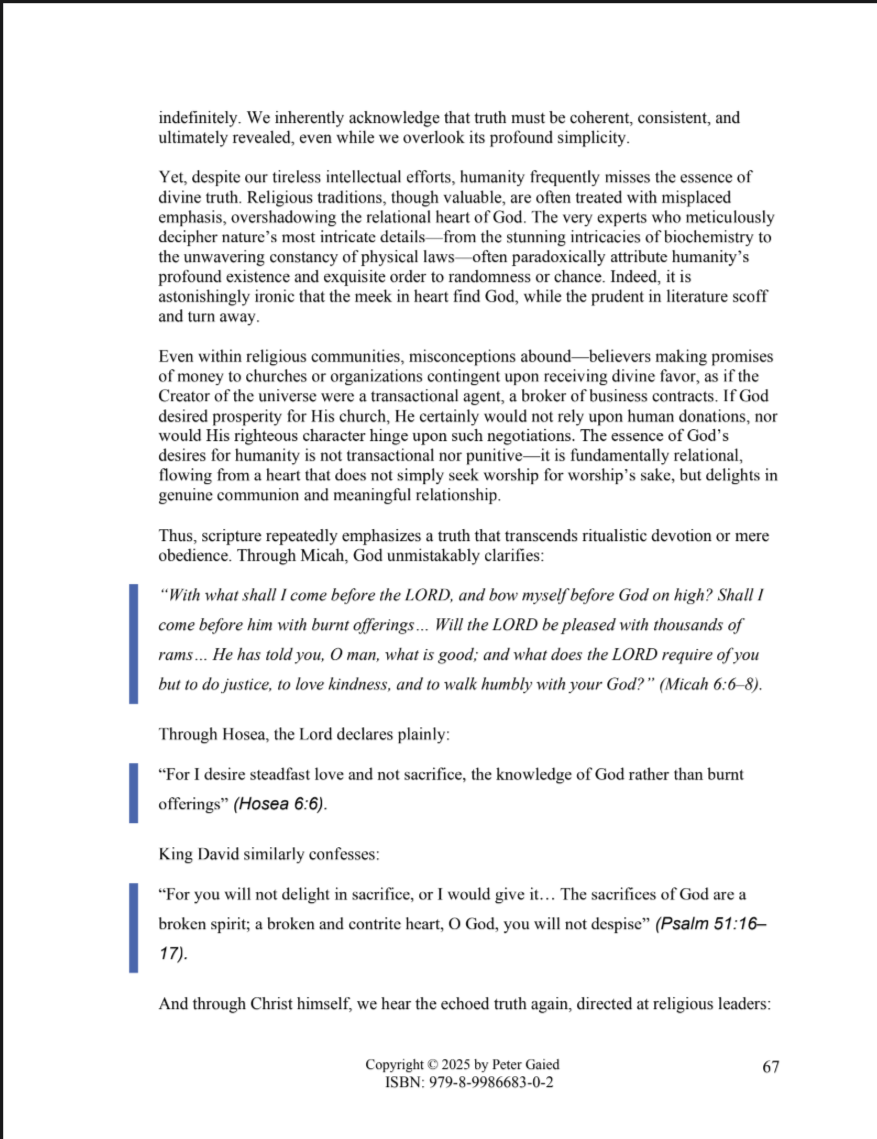 indefinitely. We inherently acknowledge that truth must be coherent, consistent, and
ultimately revealed, even while we overlook its profound simplicity.
Yet, despite our tireless intellectual efforts, humanity frequently misses the essence of
divine truth. Religious traditions, though valuable, are often treated with misplaced
emphasis, overshadowing the relational heart of God. The very experts who meticulously
decipher nature’s most intricate details—from the stunning intricacies of biochemistry to
the unwavering constancy of physical laws—often paradoxically attribute humanity’s
profound existence and exquisite order to randomness or chance. Indeed, it is
astonishingly ironic that the meek in heart find God, while the prudent in literature scoff
and turn away.
Even within religious communities, misconceptions abound—believers making promises
of money to churches or organizations contingent upon receiving divine favor, as if the
Creator of the universe were a transactional agent, a broker of business contracts. If God
desired prosperity for His church, He certainly would not rely upon human donations, nor
would His righteous character hinge upon such negotiations. The essence of God’s
desires for humanity is not transactional nor punitive—it is fundamentally relational,
flowing from a heart that does not simply seek worship for worship’s sake, but delights in
genuine communion and meaningful relationship.
Thus, scripture repeatedly emphasizes a truth that transcends ritualistic devotion or mere
obedience. Through Micah, God unmistakably clarifies:
“With what shall I come before the LORD, and bow myself before God on high? Shall I
come before him with burnt offerings… Will the LORD be pleased with thousands of
rams… He has told you, O man, what is good; and what does the LORD require of you
but to do justice, to love kindness, and to walk humbly with your God?” (Micah 6:6–8).
Through Hosea, the Lord declares plainly:
“For I desire steadfast love and not sacrifice, the knowledge of God rather than burnt
offerings” (Hosea 6:6).
King David similarly confesses:
“For you will not delight in sacrifice, or I would give it… The sacrifices of God are a
broken spirit; a broken and contrite heart, O God, you will not despise” (Psalm 51:16–
17).
And through Christ himself, we hear the echoed truth again, directed at religious leaders:
Copyright © 2025 by Peter Gaied
67
ISBN: 979-8-9986683-0-2